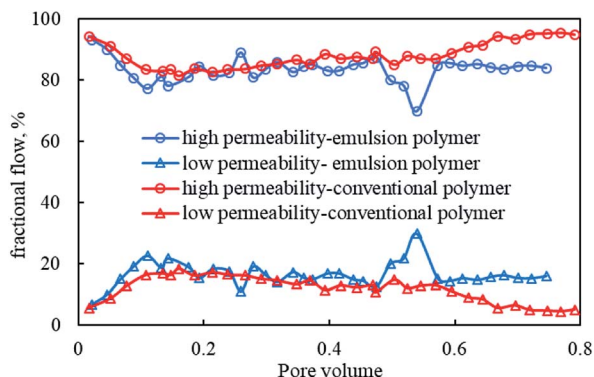 100
80
60
40
20
0
fractional flow, %
high permeability-emulsion polymer
low permeability- emulsion polymer
high permeability-conventional polymer
low permeability-conventional polymer
0 0.2 0.4 0.6 0.8
Pore volume